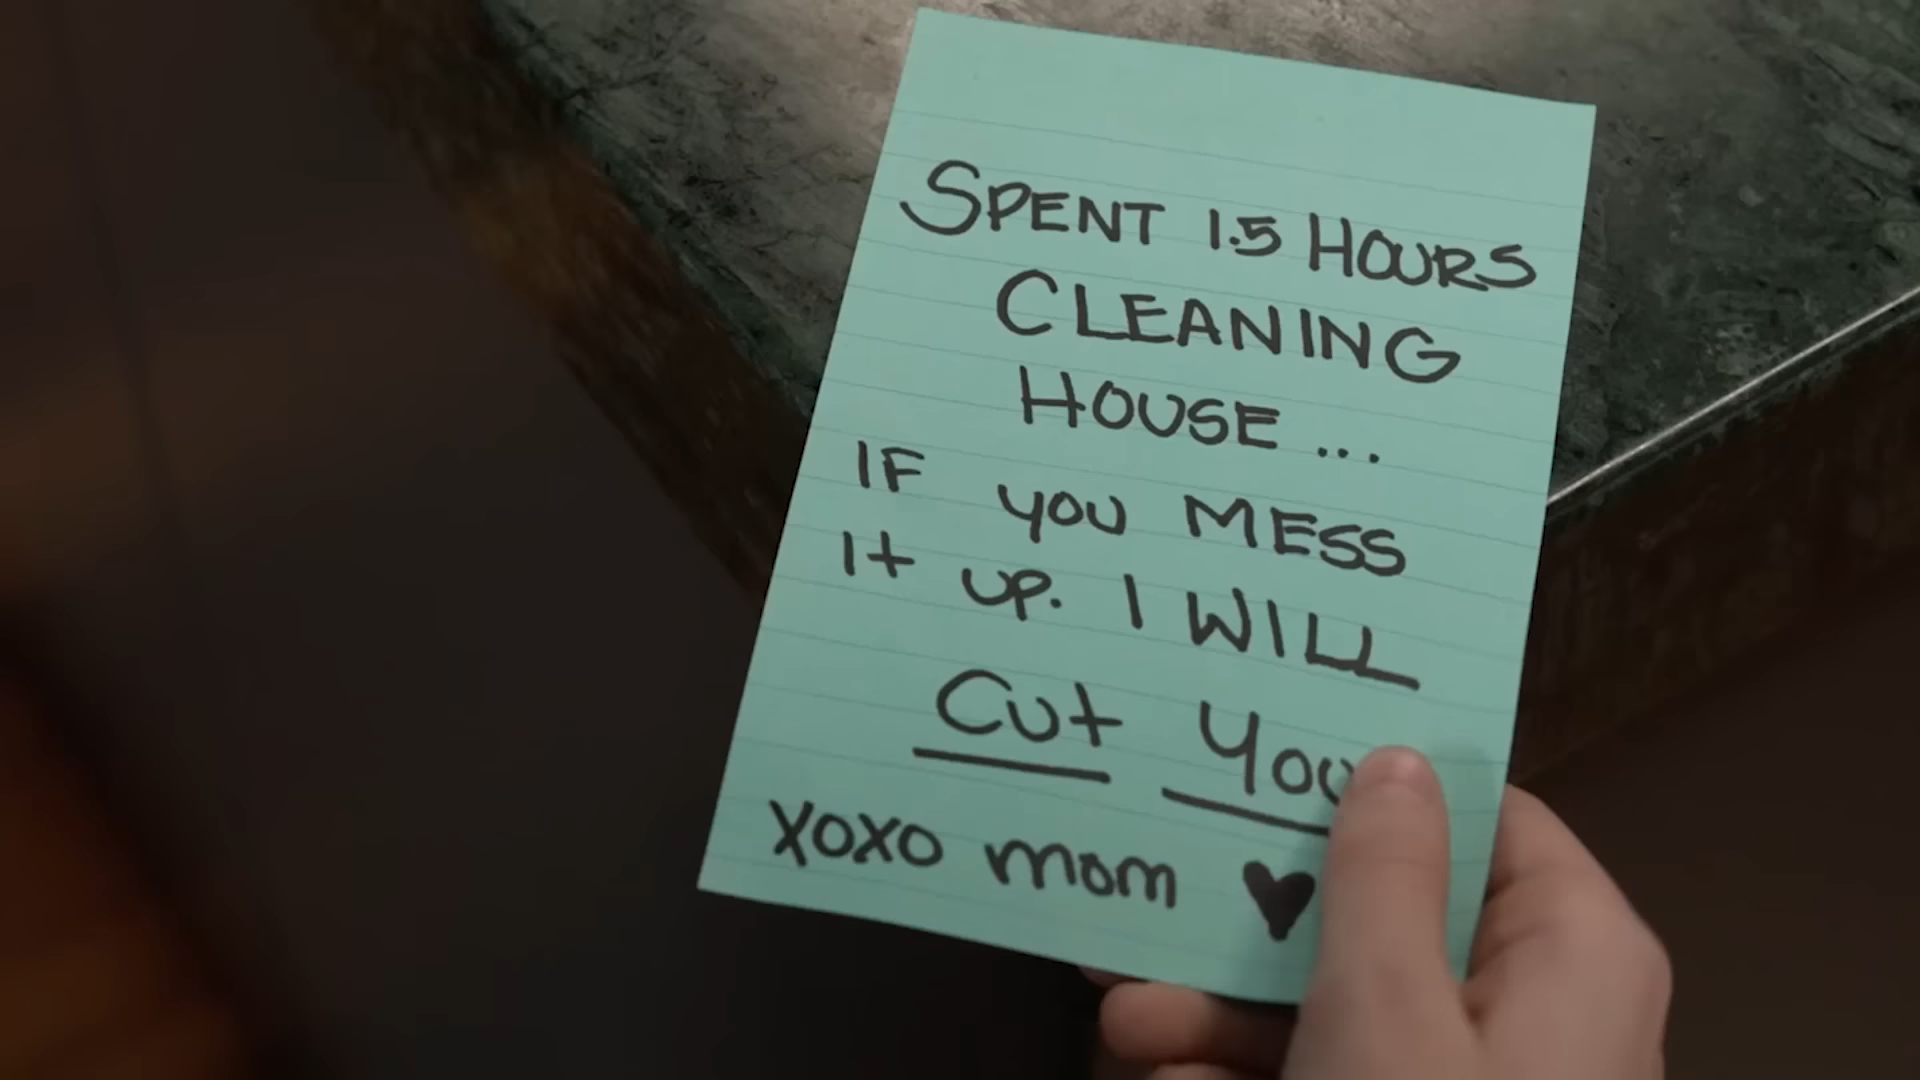 SPENT 1.5 HOURS
CLEANING
HOUSE...
IF YOU MESS
It UP. I WILL
Cut You
XOXO mom ♥